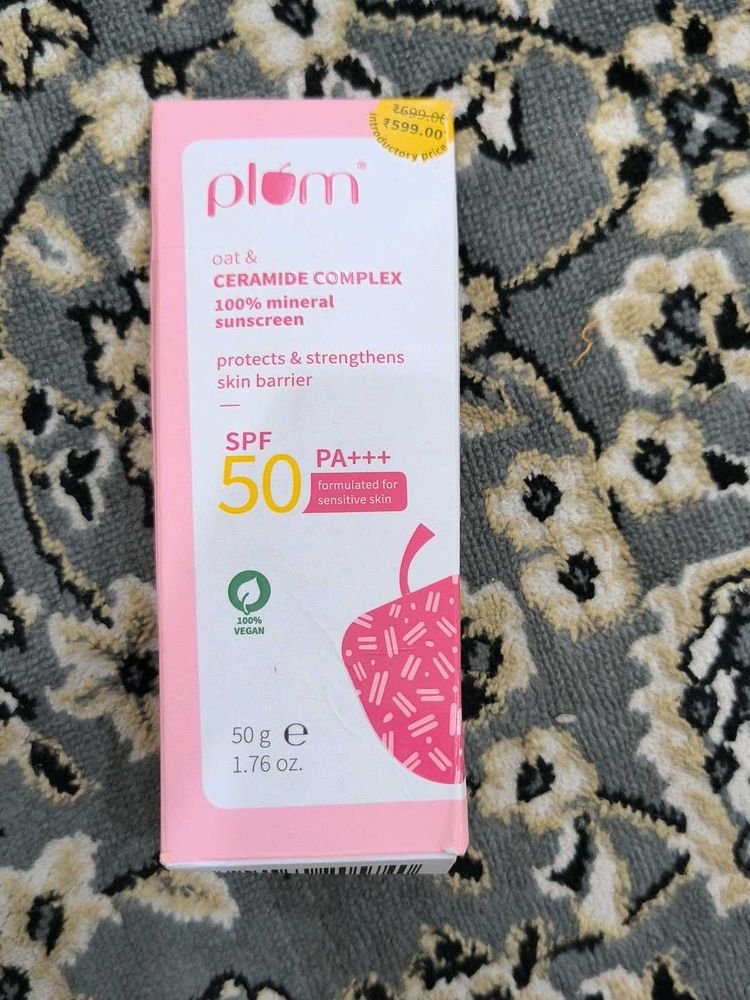 ₹699.00
₹599.00
introductory price
plum®
oat &
CERAMIDE COMPLEX
100% mineral
sunscreen
protects & strengthens
skin barrier
SPF
50
PA+++
formulated for
sensitive skin
100%
VEGAN
50 g ℮
1.76 oz.